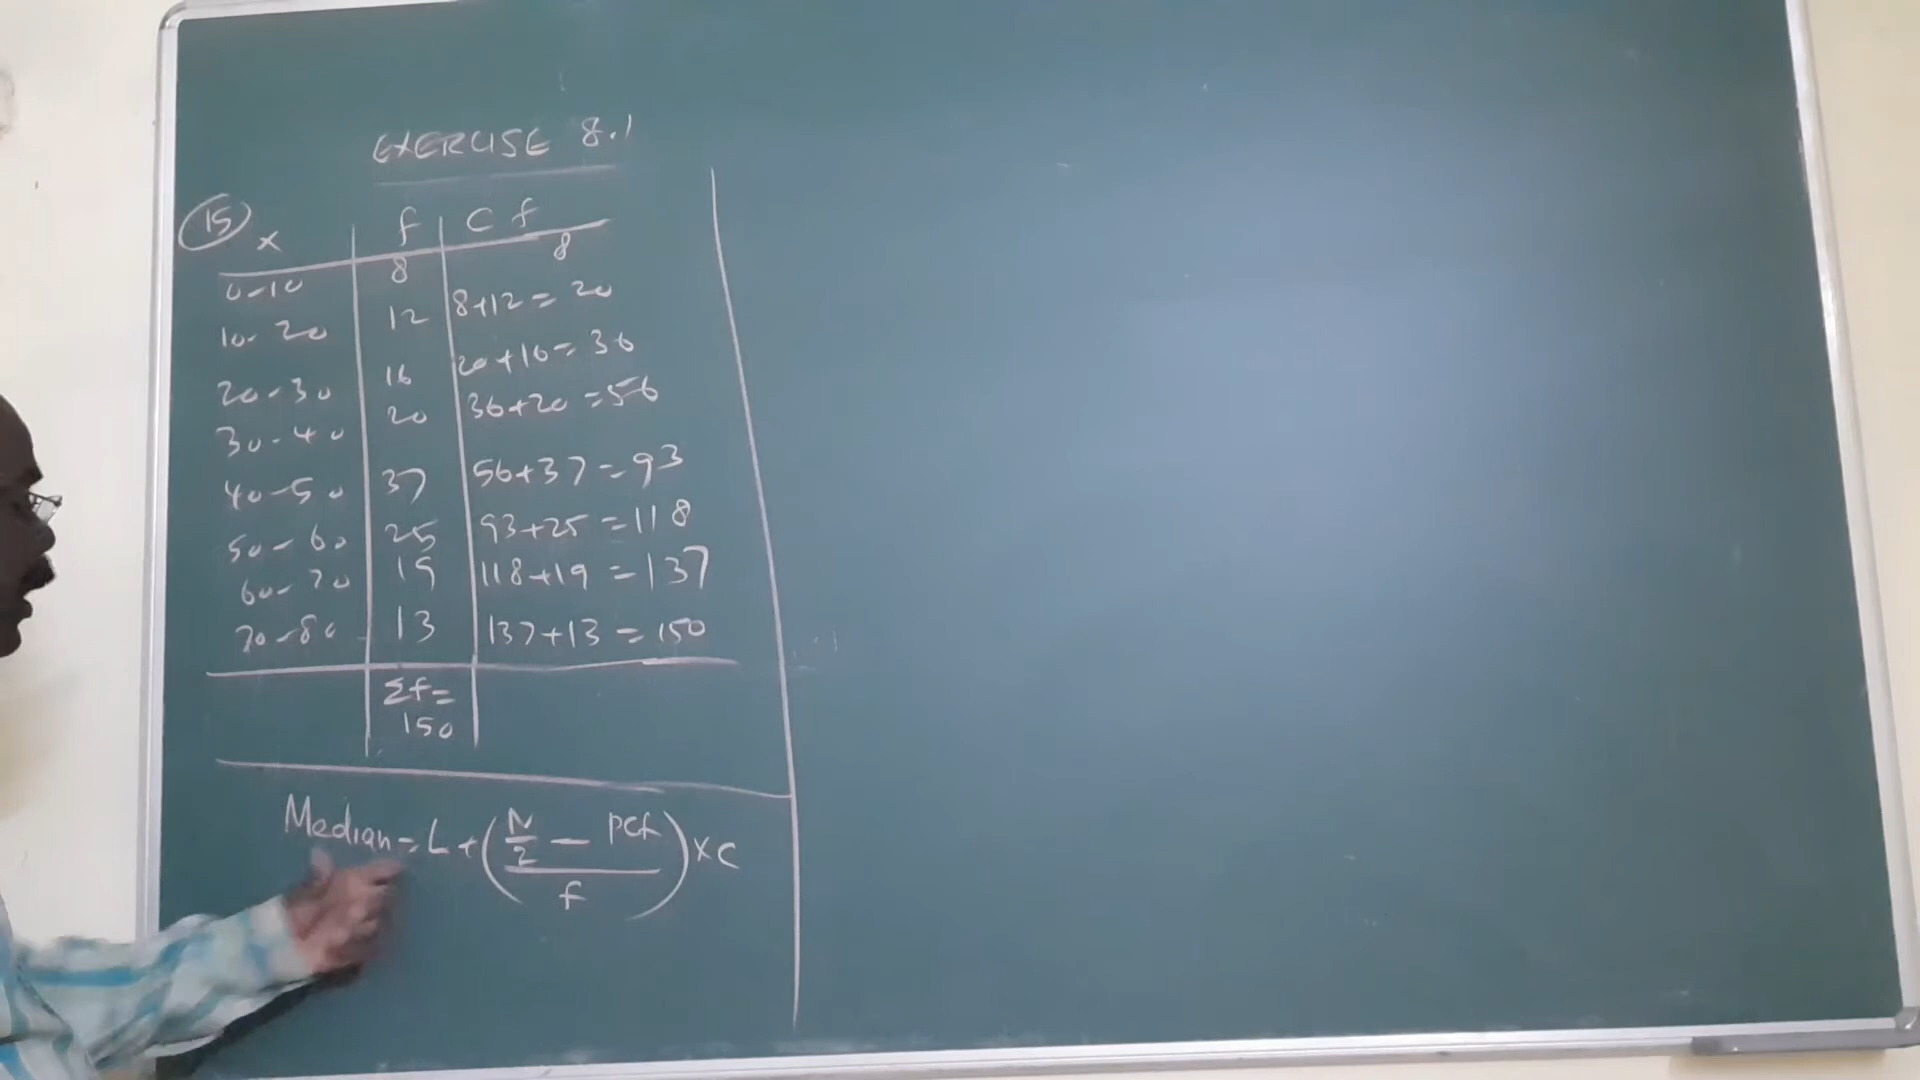 EXERCISE 8.1
15 x f Cf
0-10 8 8
10-20 12 8+12=20
20-30 16 20+16=36
30-40 20 36+20=56
40-50 37 56+37=93
50-60 25 93+25=118
60-70 19 118+19=137
70-80 13 137+13=150
Σf=
150
Median = L + (N/2 - pcf / f) × C